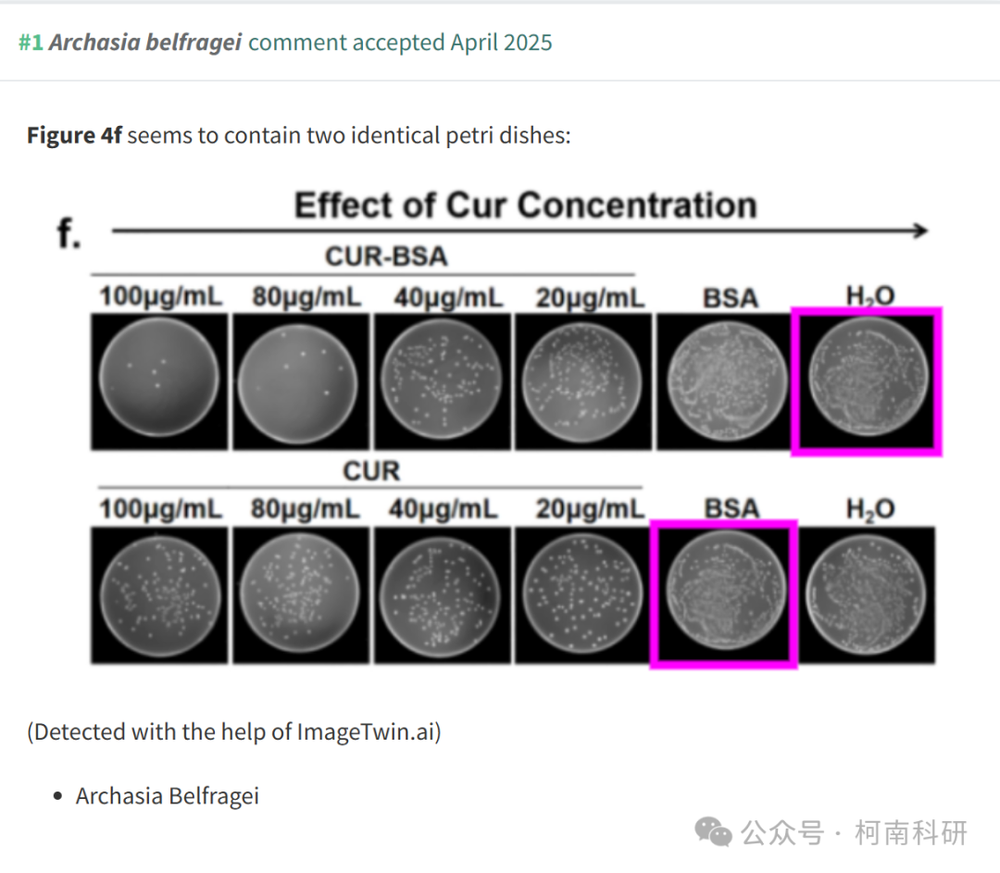 #1 Archasia belfragei comment accepted April 2025
Figure 4f seems to contain two identical petri dishes:
Effect of Cur Concentration
f.
CUR-BSA
100μg/mL 80μg/mL 40μg/mL 20μg/mL BSA H₂O
CUR
100μg/mL 80μg/mL 40μg/mL 20μg/mL BSA H₂O
(Detected with the help of ImageTwin.ai)
• Archasia Belfragei
公众号 · 柯南科研